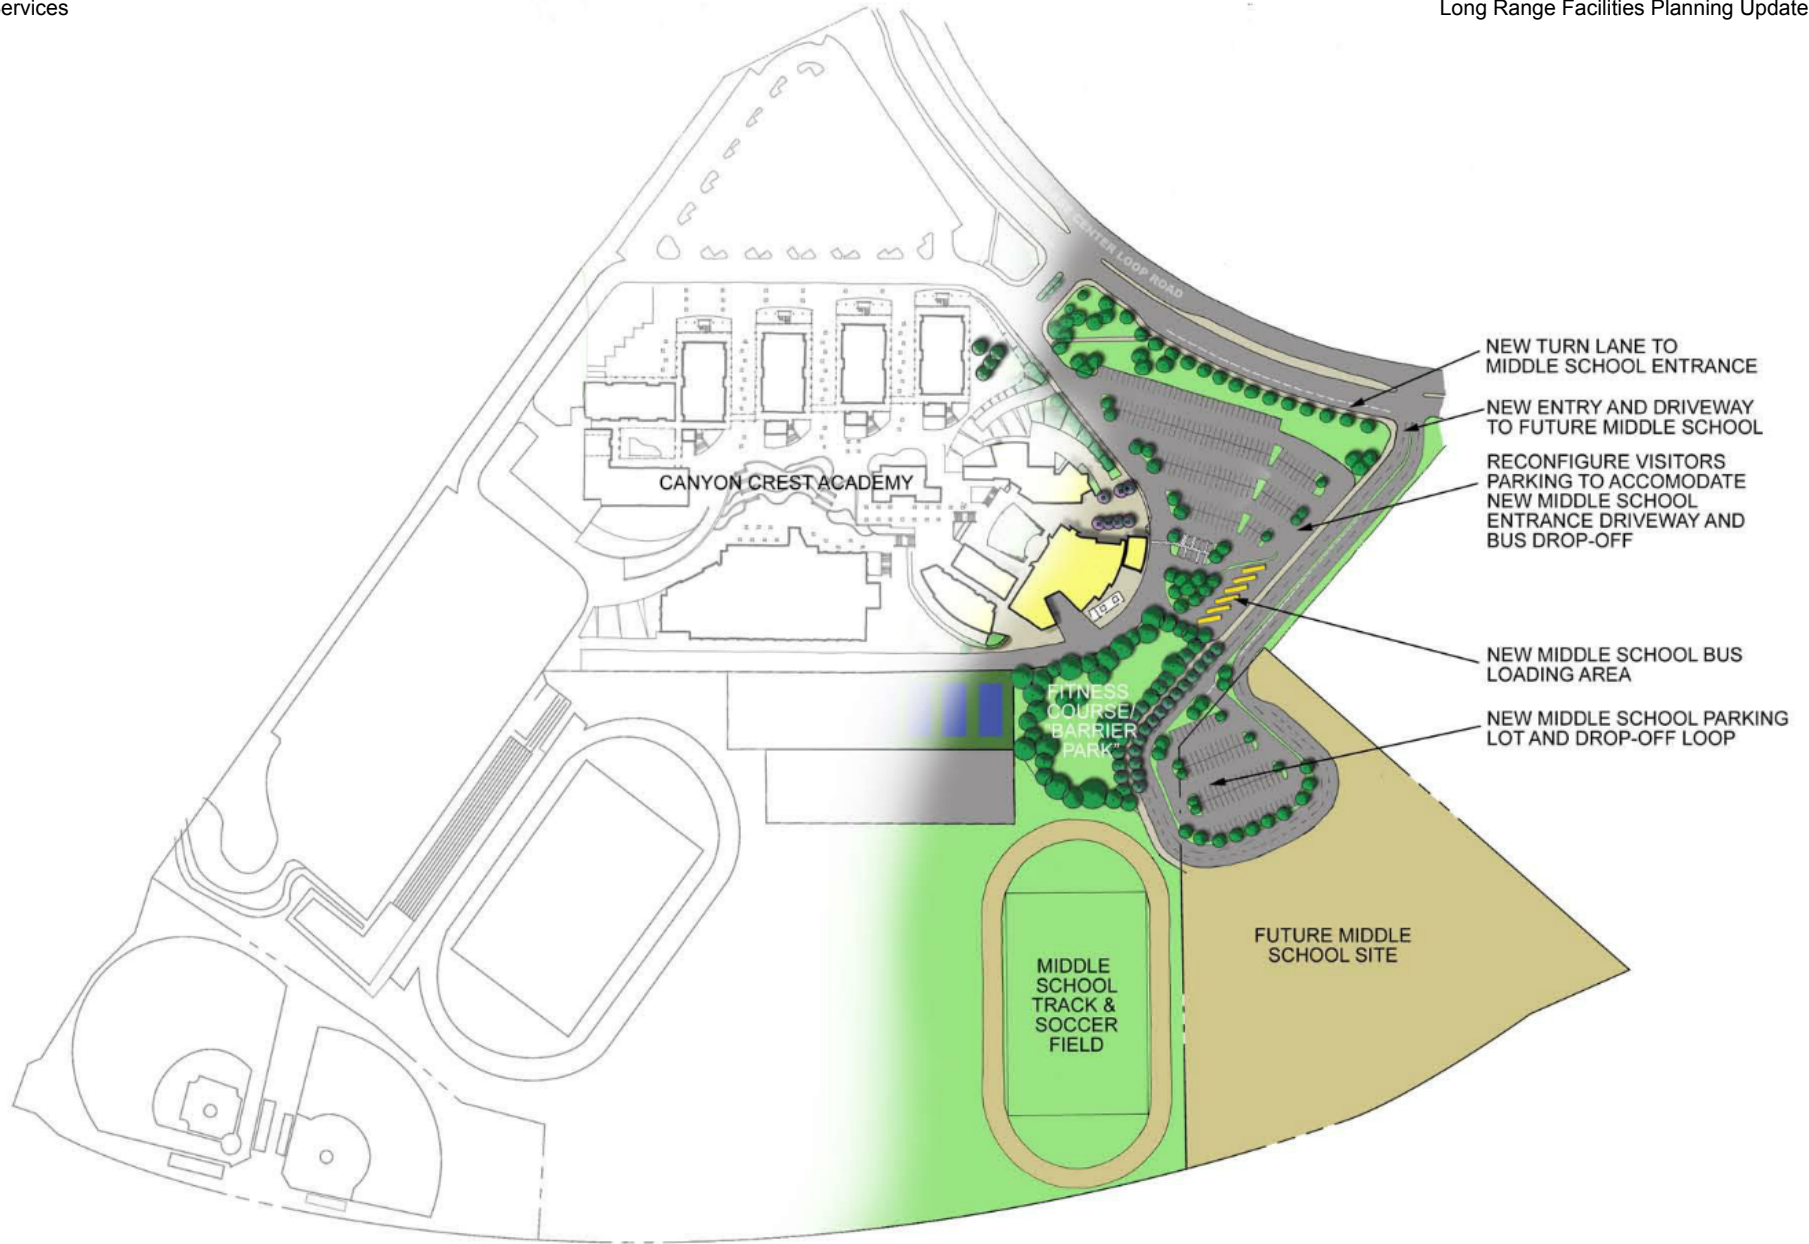 ervices
Long Range Facilities Planning Update
CENTER LOOP ROAD
NEW TURN LANE TO
MIDDLE SCHOOL ENTRANCE
NEW ENTRY AND DRIVEWAY
TO FUTURE MIDDLE SCHOOL
RECONFIGURE VISITORS
PARKING TO ACCOMODATE
NEW MIDDLE SCHOOL
ENTRANCE DRIVEWAY AND
BUS DROP-OFF
CANYON CREST ACADEMY
NEW MIDDLE SCHOOL BUS
LOADING AREA
FITNESS
COURSE/
"BARRIER
PARK"
NEW MIDDLE SCHOOL PARKING
LOT AND DROP-OFF LOOP
FUTURE MIDDLE
SCHOOL SITE
MIDDLE
SCHOOL
TRACK &
SOCCER
FIELD